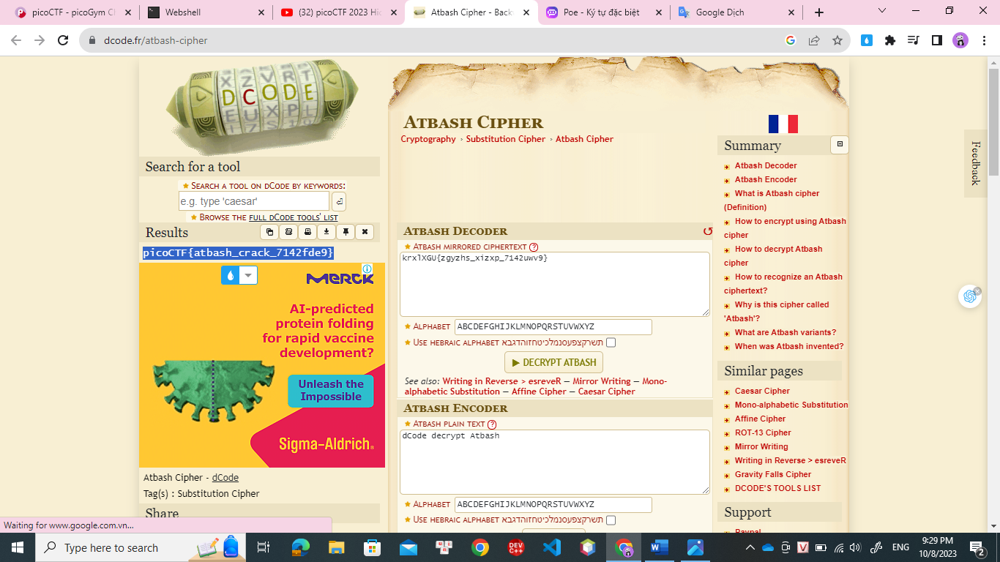 picoCTF - picoGym Cl
Webshell
(32) picoCTF 2023 Hid
Atbash Cipher - Back
Poe - Ký tự đặc biệt
Google Dịch
dcode.fr/atbash-cipher
DCODE
Search for a tool
SEARCH A TOOL ON DCODE BY KEYWORDS:
e.g. type 'caesar'
BROWSE THE FULL DCODE TOOLS' LIST
Results
picoCTF{atbash_crack_7142fde9}
MERCK
AI-predicted
protein folding
for rapid vaccine
development?
Unleash the
Impossible
Sigma-Aldrich.
Atbash Cipher - dCode
Tag(s) : Substitution Cipher
Share
ATBASH CIPHER
Cryptography › Substitution Cipher › Atbash Cipher
ATBASH DECODER
ATBASH MIRRORED CIPHERTEXT ?
krxlXGU{zgyzhs_xizxp_7142uwv9}
ALPHABET ABCDEFGHIJKLMNOPQRSTUVWXYZ
USE HEBRAIC ALPHABET תשרקצפעסנמלכיטחזוהדגבא
▶ DECRYPT ATBASH
See also: Writing in Reverse > esreveR — Mirror Writing — Mono-
alphabetic Substitution — Affine Cipher — Caesar Cipher
ATBASH ENCODER
ATBASH PLAIN TEXT ?
dCode decrypt Atbash
ALPHABET ABCDEFGHIJKLMNOPQRSTUVWXYZ
USE HEBRAIC ALPHABET תשרקצפעסנמלכיטחזוהדגבא
Summary
Atbash Decoder
Atbash Encoder
What is Atbash cipher
(Definition)
How to encrypt using Atbash
cipher
How to decrypt Atbash
cipher
How to recognize an Atbash
ciphertext?
Why is this cipher called
'Atbash'?
What are Atbash variants?
When was Atbash invented?
Similar pages
Caesar Cipher
Mono-alphabetic Substitution
Affine Cipher
ROT-13 Cipher
Mirror Writing
Writing in Reverse > esreveR
Gravity Falls Cipher
DCODE'S TOOLS LIST
Support
Paypal
Feedback
Waiting for www.google.com.vn...
Type here to search
DEV
C++
V
ENG
9:29 PM
10/8/2023
2